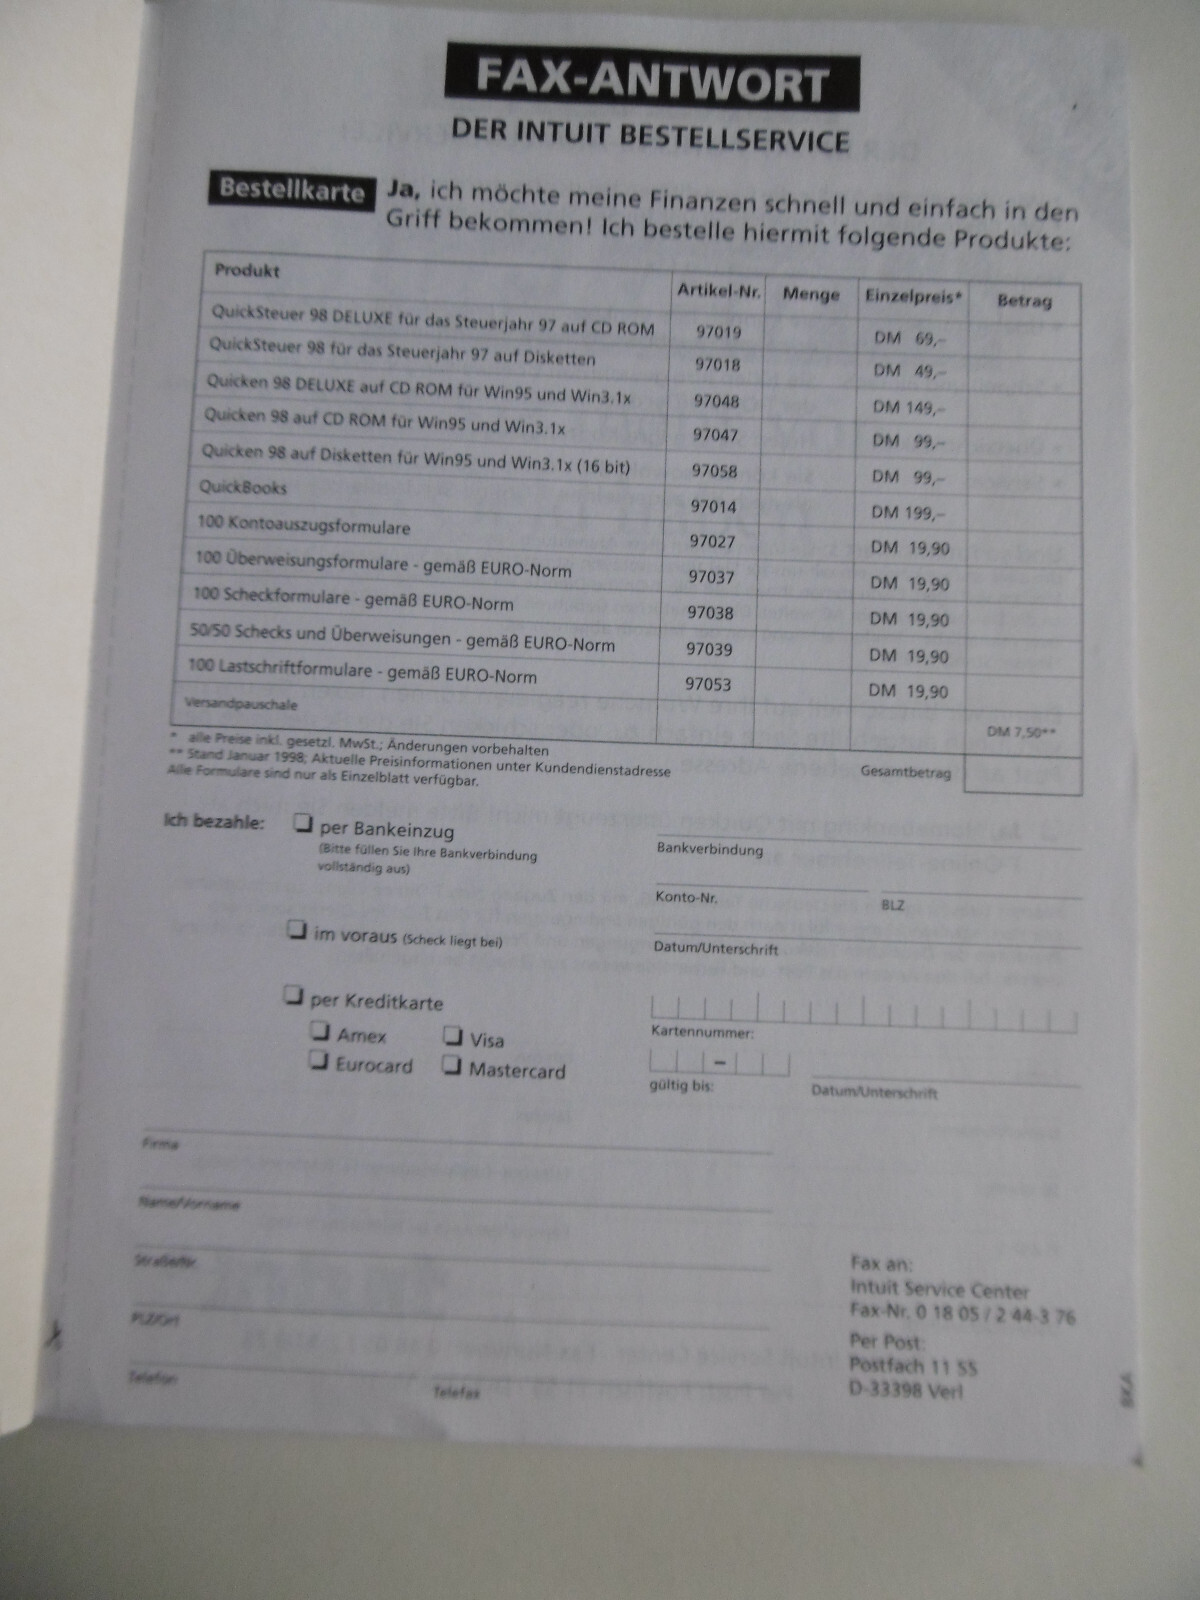 FAX-ANTWORT
DER INTUIT BESTELLSERVICE
Bestellkarte Ja, ich möchte meine Finanzen schnell und einfach in den
Griff bekommen! Ich bestelle hiermit folgende Produkte:
Produkt Artikel-Nr. Menge Einzelpreis* Betrag
QuickSteuer 98 DELUXE für das Steuerjahr 97 auf CD ROM 97019 DM 69,–
QuickSteuer 98 für das Steuerjahr 97 auf Disketten 97018 DM 49,–
Quicken 98 DELUXE auf CD ROM für Win95 und Win3.1x 97048 DM 149,–
Quicken 98 auf CD ROM für Win95 und Win3.1x 97047 DM 99,–
Quicken 98 auf Disketten für Win95 und Win3.1x (16 bit) 97058 DM 99,–
QuickBooks 97014 DM 199,–
100 Kontoauszugsformulare 97027 DM 19,90
100 Überweisungsformulare - gemäß EURO-Norm 97037 DM 19,90
100 Scheckformulare - gemäß EURO-Norm 97038 DM 19,90
50/50 Schecks und Überweisungen - gemäß EURO-Norm 97039 DM 19,90
100 Lastschriftformulare - gemäß EURO-Norm 97053 DM 19,90
Versandpauschale DM 7,50**
* alle Preise inkl. gesetzl. MwSt.; Änderungen vorbehalten
** Stand Januar 1998; Aktuelle Preisinformationen unter Kundendienstadresse
Alle Formulare sind nur als Einzelblatt verfügbar.
Gesamtbetrag
Ich bezahle: per Bankeinzug
(Bitte füllen Sie Ihre Bankverbindung
vollständig aus)
Bankverbindung
Konto-Nr. BLZ
im voraus (Scheck liegt bei)
Datum/Unterschrift
per Kreditkarte
Amex Visa
Eurocard Mastercard
Kartennummer:
–
gültig bis: Datum/Unterschrift
Firma
Name/Vorname
Straße/Nr.
PLZ/Ort
Telefon Telefax
Fax an:
Intuit Service Center
Fax-Nr. 0 18 05 / 2 44-3 76
Per Post:
Postfach 11 55
D-33398 Verl
BKA